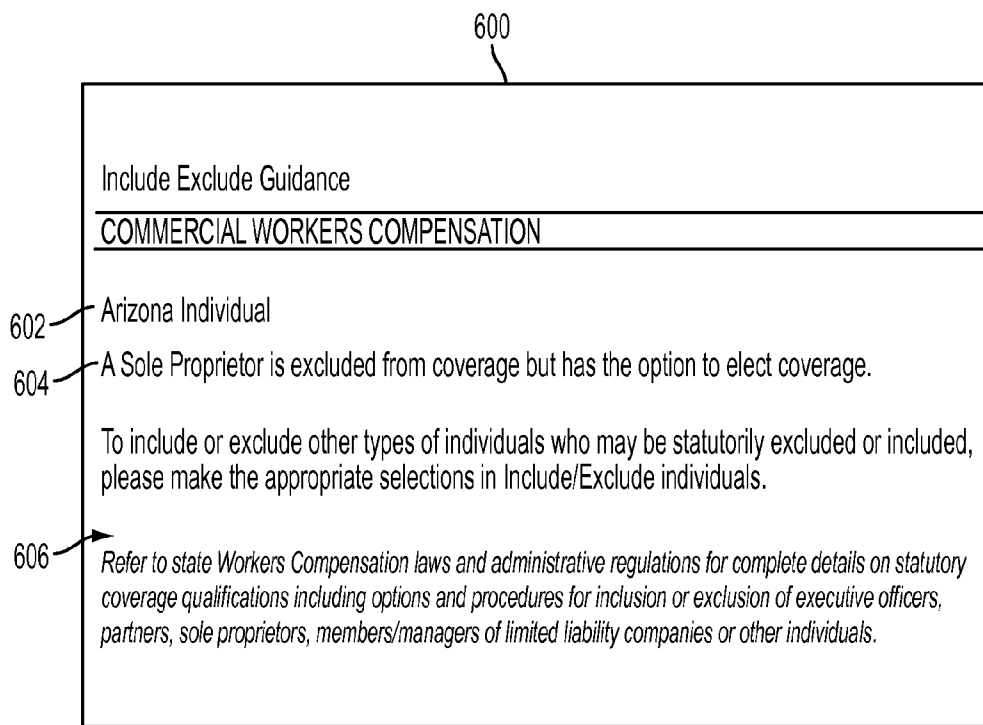 600
Include Exclude Guidance
COMMERCIAL WORKERS COMPENSATION
602
Arizona Individual
604
A Sole Proprietor is excluded from coverage but has the option to elect coverage.
To include or exclude other types of individuals who may be statutorily excluded or included,
please make the appropriate selections in Include/Exclude individuals.
606
Refer to state Workers Compensation laws and administrative regulations for complete details on statutory
coverage qualifications including options and procedures for inclusion or exclusion of executive officers,
partners, sole proprietors, members/managers of limited liability companies or other individuals.